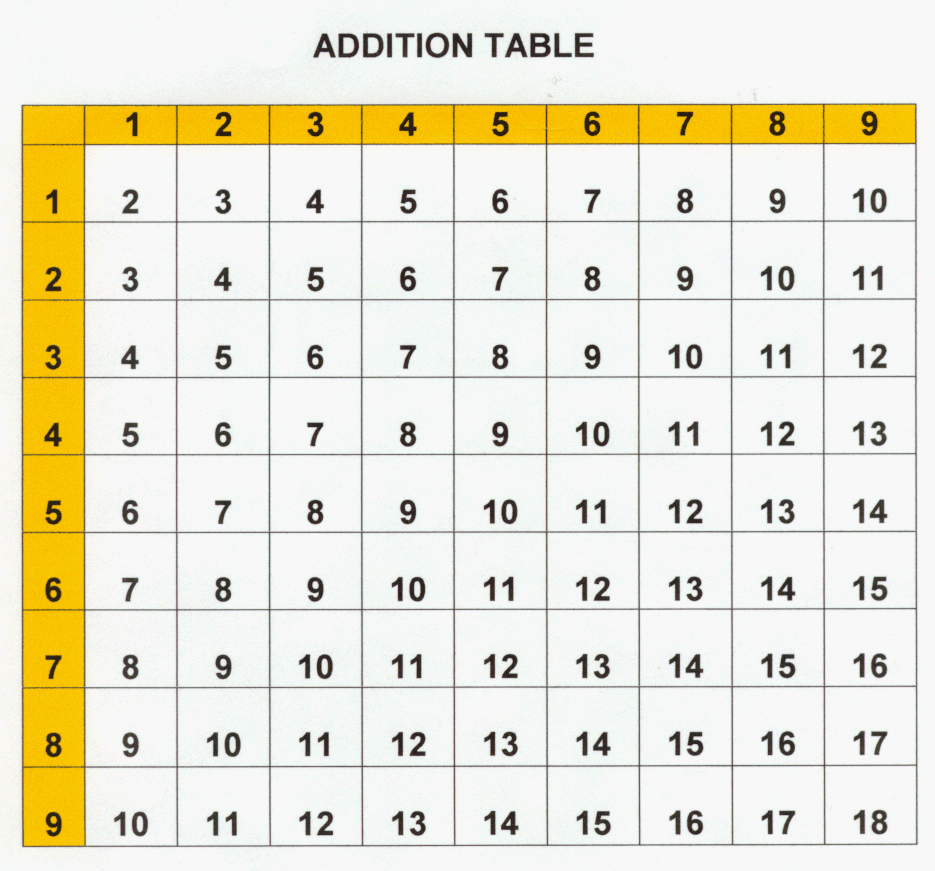 ADDITION TABLE
1 2 3 4 5 6 7 8 9
1 2 3 4 5 6 7 8 9 10
2 3 4 5 6 7 8 9 10 11
3 4 5 6 7 8 9 10 11 12
4 5 6 7 8 9 10 11 12 13
5 6 7 8 9 10 11 12 13 14
6 7 8 9 10 11 12 13 14 15
7 8 9 10 11 12 13 14 15 16
8 9 10 11 12 13 14 15 16 17
9 10 11 12 13 14 15 16 17 18